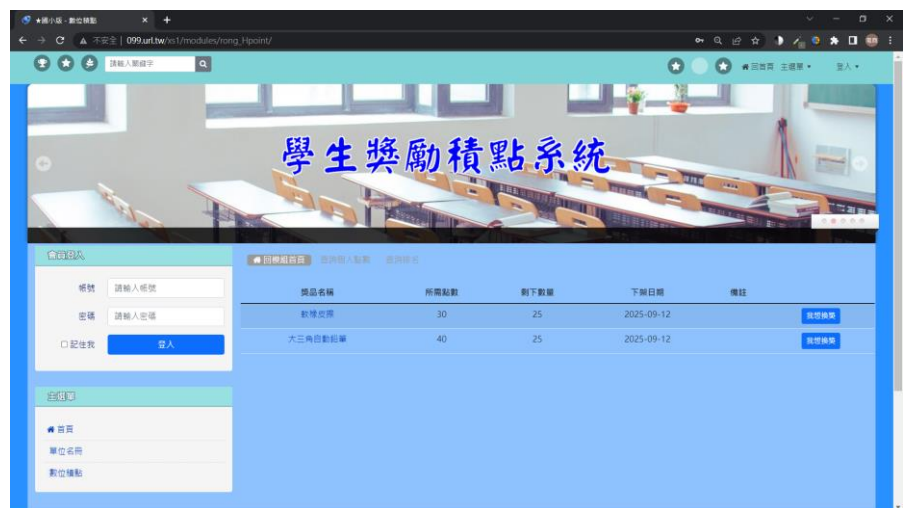 ★國小版 - 數位積點
不安全 | 099.url.tw/xs1/modules/rong_Hpoint/
請輸入關鍵字
回首頁 主選單 登入
學生獎勵積點系統
會員登入
帳號 請輸入帳號
密碼 請輸入密碼
記住我 登入
主選單
首頁
單位名冊
數位積點
回模組首頁 查詢個人點數 查詢排名
獎品名稱 所需點數 剩下數量 下架日期 備註
軟橡皮擦 30 25 2025-09-12 我想換獎
大三角自動鉛筆 40 25 2025-09-12 我想換獎